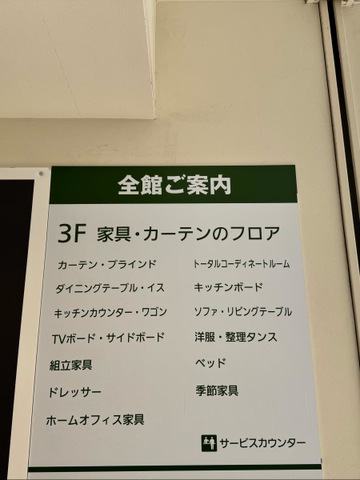 全館ご案内
3F 家具・カーテンのフロア
カーテン・ブラインド
ダイニングテーブル・イス
キッチンカウンター・ワゴン
TVボード・サイドボード
組立家具
ドレッサー
ホームオフィス家具
トータルコーディネートルーム
キッチンボード
ソファ・リビングテーブル
洋服・整理タンス
ベッド
季節家具
サービスカウンター